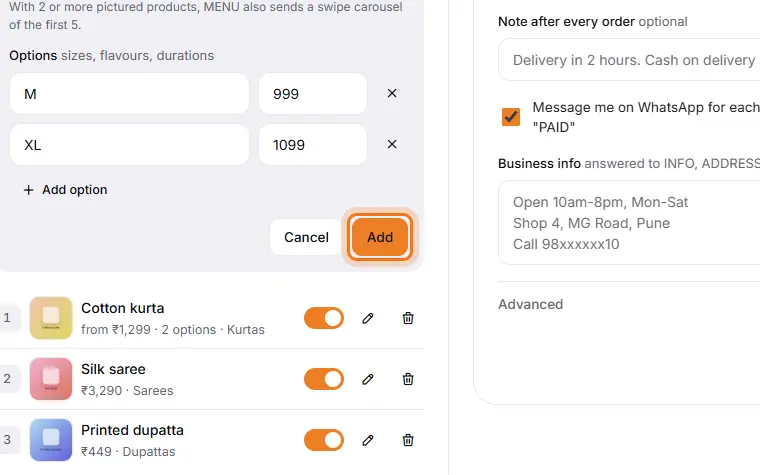 With 2 or more pictured products, MENU also sends a swipe carousel
of the first 5.
Options sizes, flavours, durations
M 999
XL 1099
Add option
Cancel Add
1 Cotton kurta
from ₹1,299 · 2 options · Kurtas
2 Silk saree
₹3,290 · Sarees
3 Printed dupatta
₹449 · Dupattas
Note after every order optional
Delivery in 2 hours. Cash on delivery
Message me on WhatsApp for each
"PAID"
Business info answered to INFO, ADDRESS
Open 10am-8pm, Mon-Sat
Shop 4, MG Road, Pune
Call 98xxxxxx10
Advanced